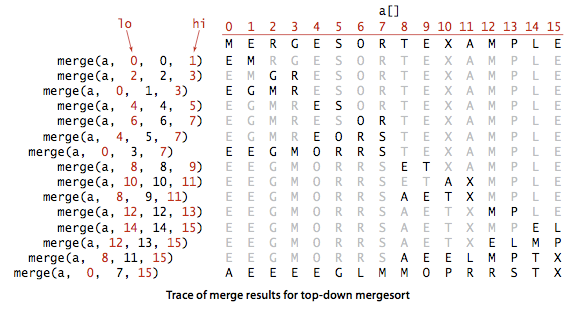 a[]
lo hi 0 1 2 3 4 5 6 7 8 9 10 11 12 13 14 15
M E R G E S O R T E X A M P L E
merge(a, 0, 0, 1) E M R G E S O R T E X A M P L E
merge(a, 2, 2, 3) E M G R E S O R T E X A M P L E
merge(a, 0, 1, 3) E G M R E S O R T E X A M P L E
merge(a, 4, 4, 5) E G M R E S O R T E X A M P L E
merge(a, 6, 6, 7) E G M R E S O R T E X A M P L E
merge(a, 4, 5, 7) E G M R E O R S T E X A M P L E
merge(a, 0, 3, 7) E E G M O R R S T E X A M P L E
merge(a, 8, 8, 9) E E G M O R R S E T X A M P L E
merge(a, 10, 10, 11) E E G M O R R S E T A X M P L E
merge(a, 8, 9, 11) E E G M O R R S A E T X M P L E
merge(a, 12, 12, 13) E E G M O R R S A E T X M P L E
merge(a, 14, 14, 15) E E G M O R R S A E T X M P E L
merge(a, 12, 13, 15) E E G M O R R S A E T X E L M P
merge(a, 8, 11, 15) E E G M O R R S A E E L M P T X
merge(a, 0, 7, 15) A E E E E G L M M O P R R S T X
Trace of merge results for top-down mergesort